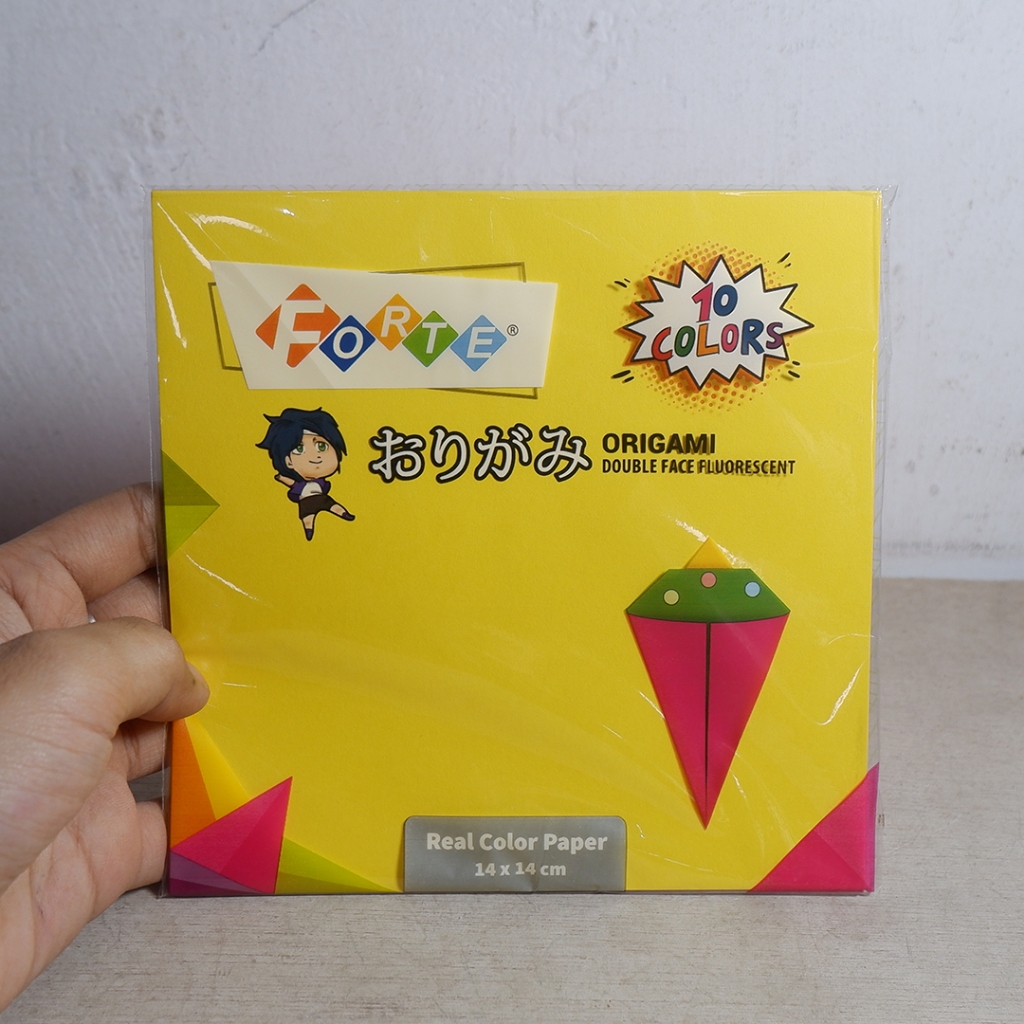 FORTE®
10
COLORS
おりがみ
ORIGAMI
DOUBLE FACE FLUORESCENT
Real Color Paper
14 x 14 cm